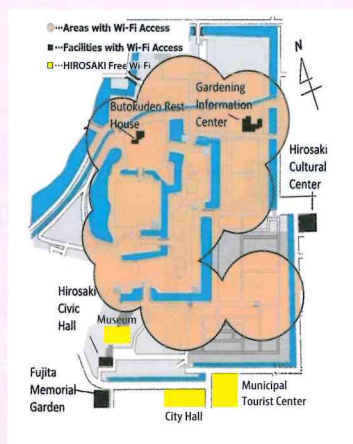 ···Areas with Wi-Fi Access
···Facilities with Wi-Fi Access
···HIROSAKI Free Wi-Fi
N
Gardening
Information
Center
Butokuden Rest
House
Hirosaki
Cultural
Center
Hirosaki
Civic
Hall
Museum
Fujita
Memorial
Garden
Municipal
Tourist Center
City Hall